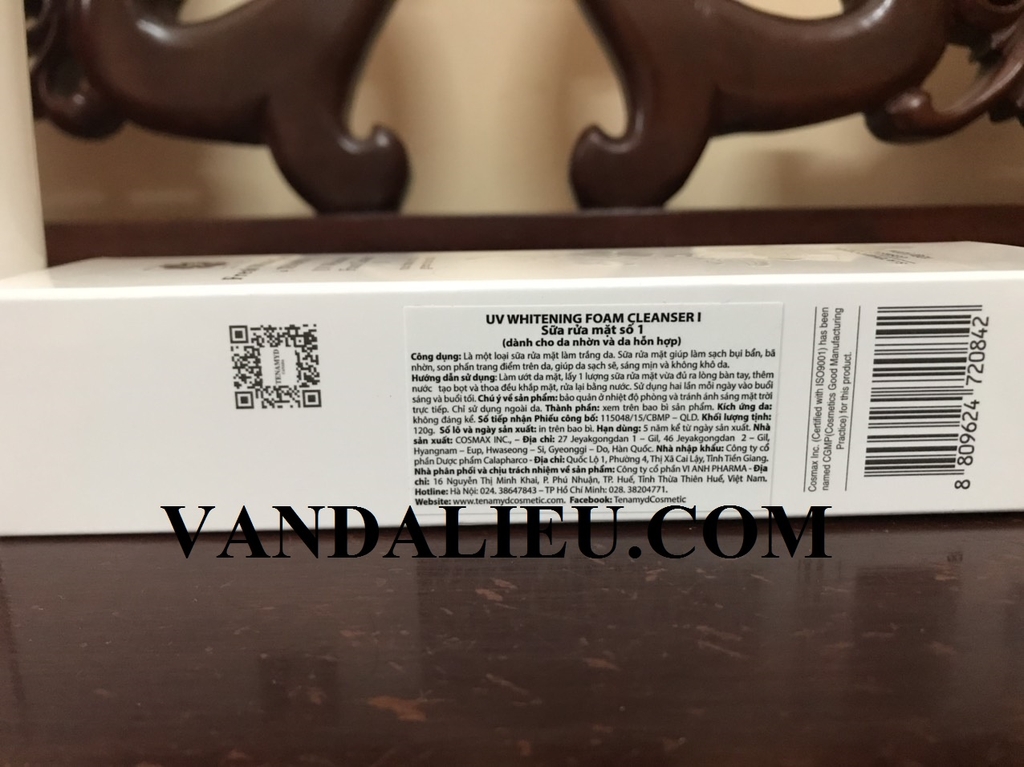 TENAMYD
UV WHITENING FOAM CLEANSER I
Sữa rửa mặt số 1
(dành cho da nhờn và da hỗn hợp)
Công dụng: Là một loại sữa rửa mặt làm trắng da. Sữa rửa mặt giúp làm sạch bụi bẩn, bã
nhờn, son phấn trang điểm trên da, giúp da sạch sẽ, sáng mịn và không khô da.
Hướng dẫn sử dụng: Làm ướt da mặt, lấy 1 lượng sữa rửa mặt vừa đủ ra lòng bàn tay, thêm
nước tạo bọt và thoa đều khắp mặt, rửa lại bằng nước. Sử dụng hai lần mỗi ngày vào buổi
sáng và buổi tối. Chú ý về sản phẩm: bảo quản ở nhiệt độ phòng và tránh ánh sáng mặt trời
trực tiếp. Chỉ sử dụng ngoài da. Thành phần: xem trên bao bì sản phẩm. Kích ứng da:
không đáng kể. Số tiếp nhận Phiếu công bố: 115048/15/CBMP – QLD. Khối lượng tịnh:
120g. Số lô và ngày sản xuất: in trên bao bì. Hạn dùng: 5 năm kể từ ngày sản xuất. Nhà
sản xuất: COSMAX INC., – Địa chỉ: 27 Jeyakgongdan 1 – Gil, 46 Jeyakgongdan 2 – Gil,
Hyangnam – Eup, Hwaseong – Si, Gyeonggi – Do, Hàn Quốc. Nhà nhập khẩu: Công ty cổ
phần Dược phẩm Calapharco - Địa chỉ: Quốc Lộ 1, Phường 4, Thị Xã Cai Lậy, Tỉnh Tiền Giang.
Nhà phân phối và chịu trách nhiệm về sản phẩm: Công ty cổ phần VI ANH PHARMA - Địa
chỉ: 16 Nguyễn Thị Minh Khai, P. Phú Nhuận, TP. Huế, Tỉnh Thừa Thiên Huế, Việt Nam.
Hotline: Hà Nội: 024. 38647843 – TP Hồ Chí Minh: 028. 38204771.
Website: www.tenamydcosmetic.com. Facebook: TenamydCosmetic
Cosmax Inc. (Certified with ISO9001) has been
named CGMP(Cosmetics Good Manufacturing
Practice) for this product.
8 809624 720842
VANDALIEU.COM